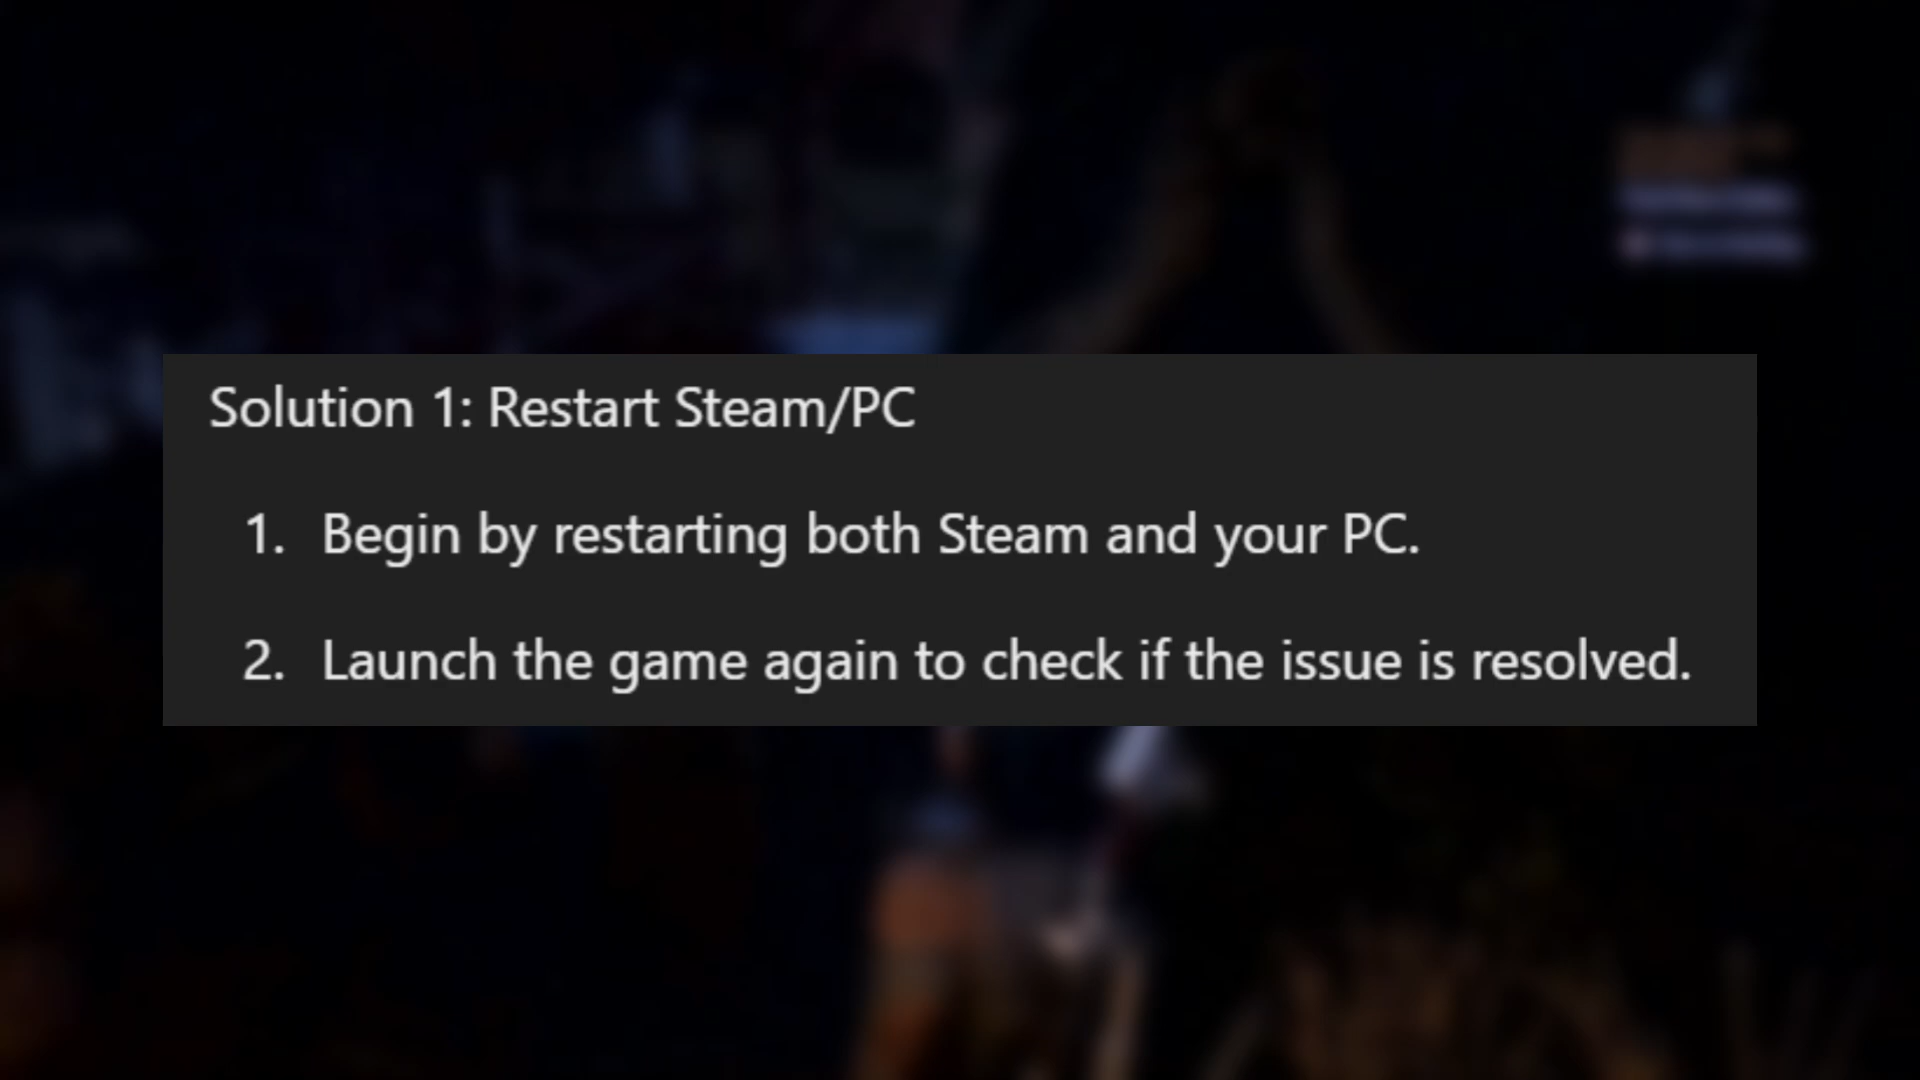 Solution 1: Restart Steam/PC
1. Begin by restarting both Steam and your PC.
2. Launch the game again to check if the issue is resolved.